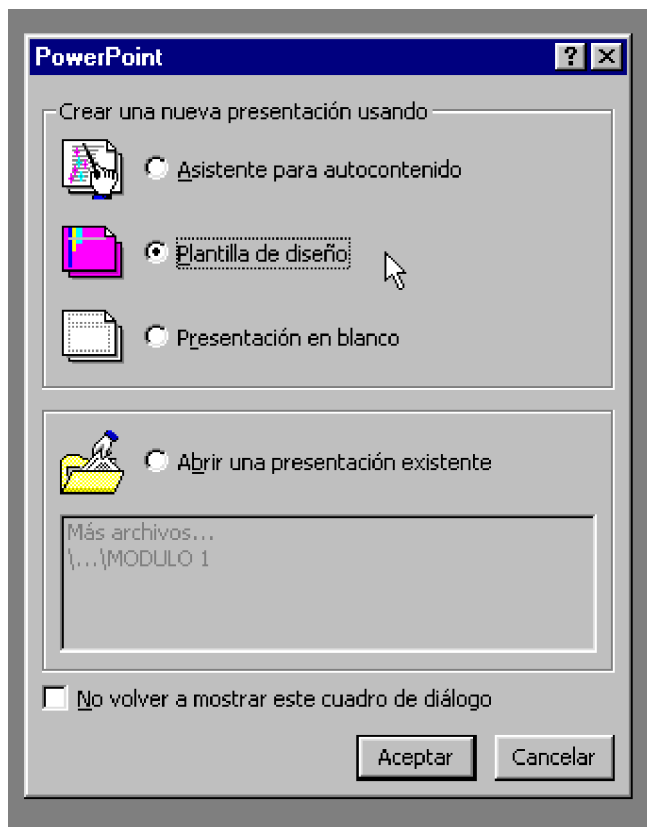 PowerPoint
Crear una nueva presentación usando
Asistente para autocontenido
Plantilla de diseño
Presentación en blanco
Abrir una presentación existente
Más archivos...
\...\MODULO 1
No volver a mostrar este cuadro de diálogo
Aceptar Cancelar